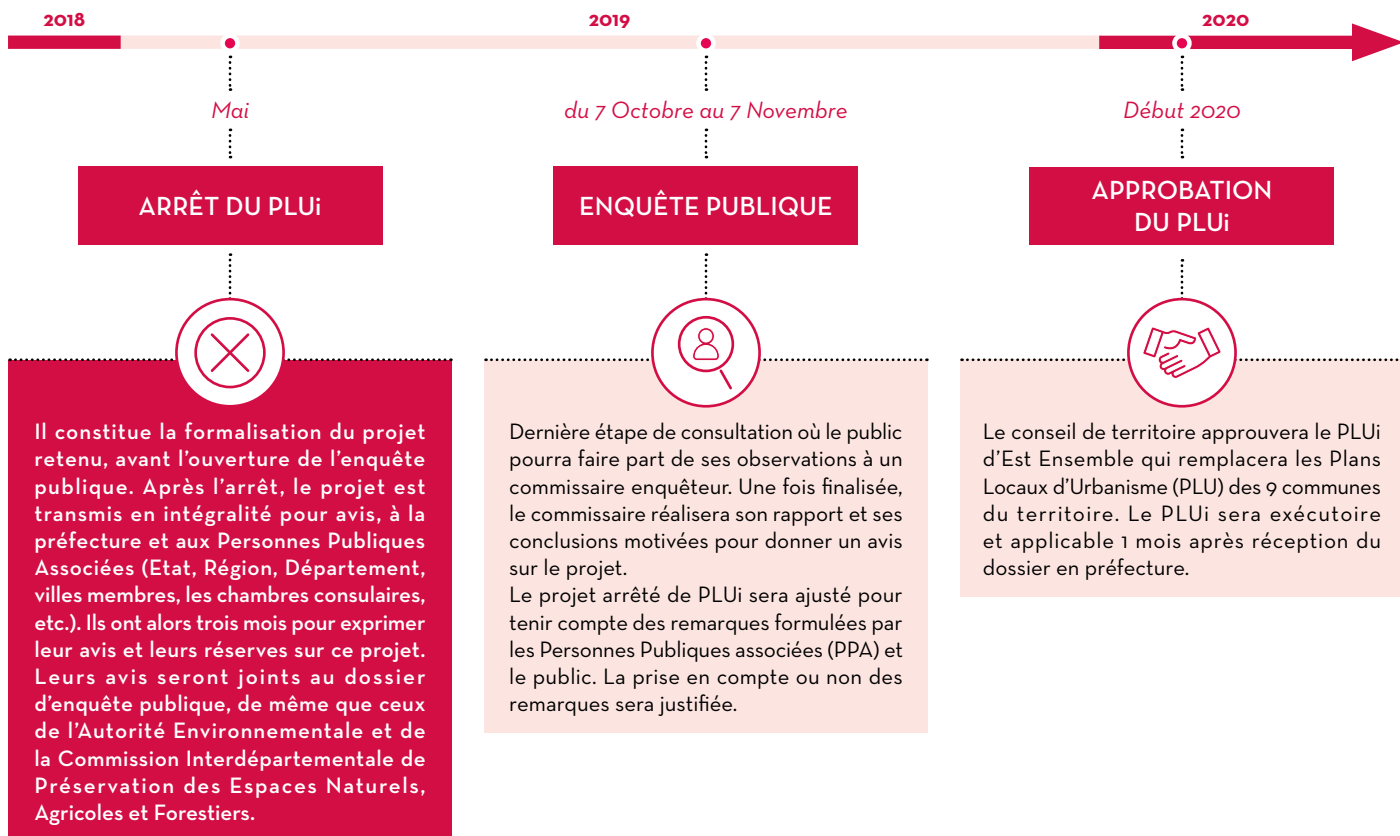 2018
2019
2020
Mai
du 7 Octobre au 7 Novembre
Début 2020
ARRÊT DU PLUi
ENQUÊTE PUBLIQUE
APPROBATION
DU PLUi
Il constitue la formalisation du projet
retenu, avant l'ouverture de l'enquête
publique. Après l'arrêt, le projet est
transmis en intégralité pour avis, à la
préfecture et aux Personnes Publiques
Associées (Etat, Région, Département,
villes membres, les chambres consulaires,
etc.). Ils ont alors trois mois pour exprimer
leur avis et leurs réserves sur ce projet.
Leurs avis seront joints au dossier
d'enquête publique, de même que ceux
de l'Autorité Environnementale et de
la Commission Interdépartementale de
Préservation des Espaces Naturels,
Agricoles et Forestiers.
Dernière étape de consultation où le public
pourra faire part de ses observations à un
commissaire enquêteur. Une fois finalisée,
le commissaire réalisera son rapport et ses
conclusions motivées pour donner un avis
sur le projet.
Le projet arrêté de PLUi sera ajusté pour
tenir compte des remarques formulées par
les Personnes Publiques associées (PPA) et
le public. La prise en compte ou non des
remarques sera justifiée.
Le conseil de territoire approuvera le PLUi
d'Est Ensemble qui remplacera les Plans
Locaux d'Urbanisme (PLU) des 9 communes
du territoire. Le PLUi sera exécutoire
et applicable 1 mois après réception du
dossier en préfecture.